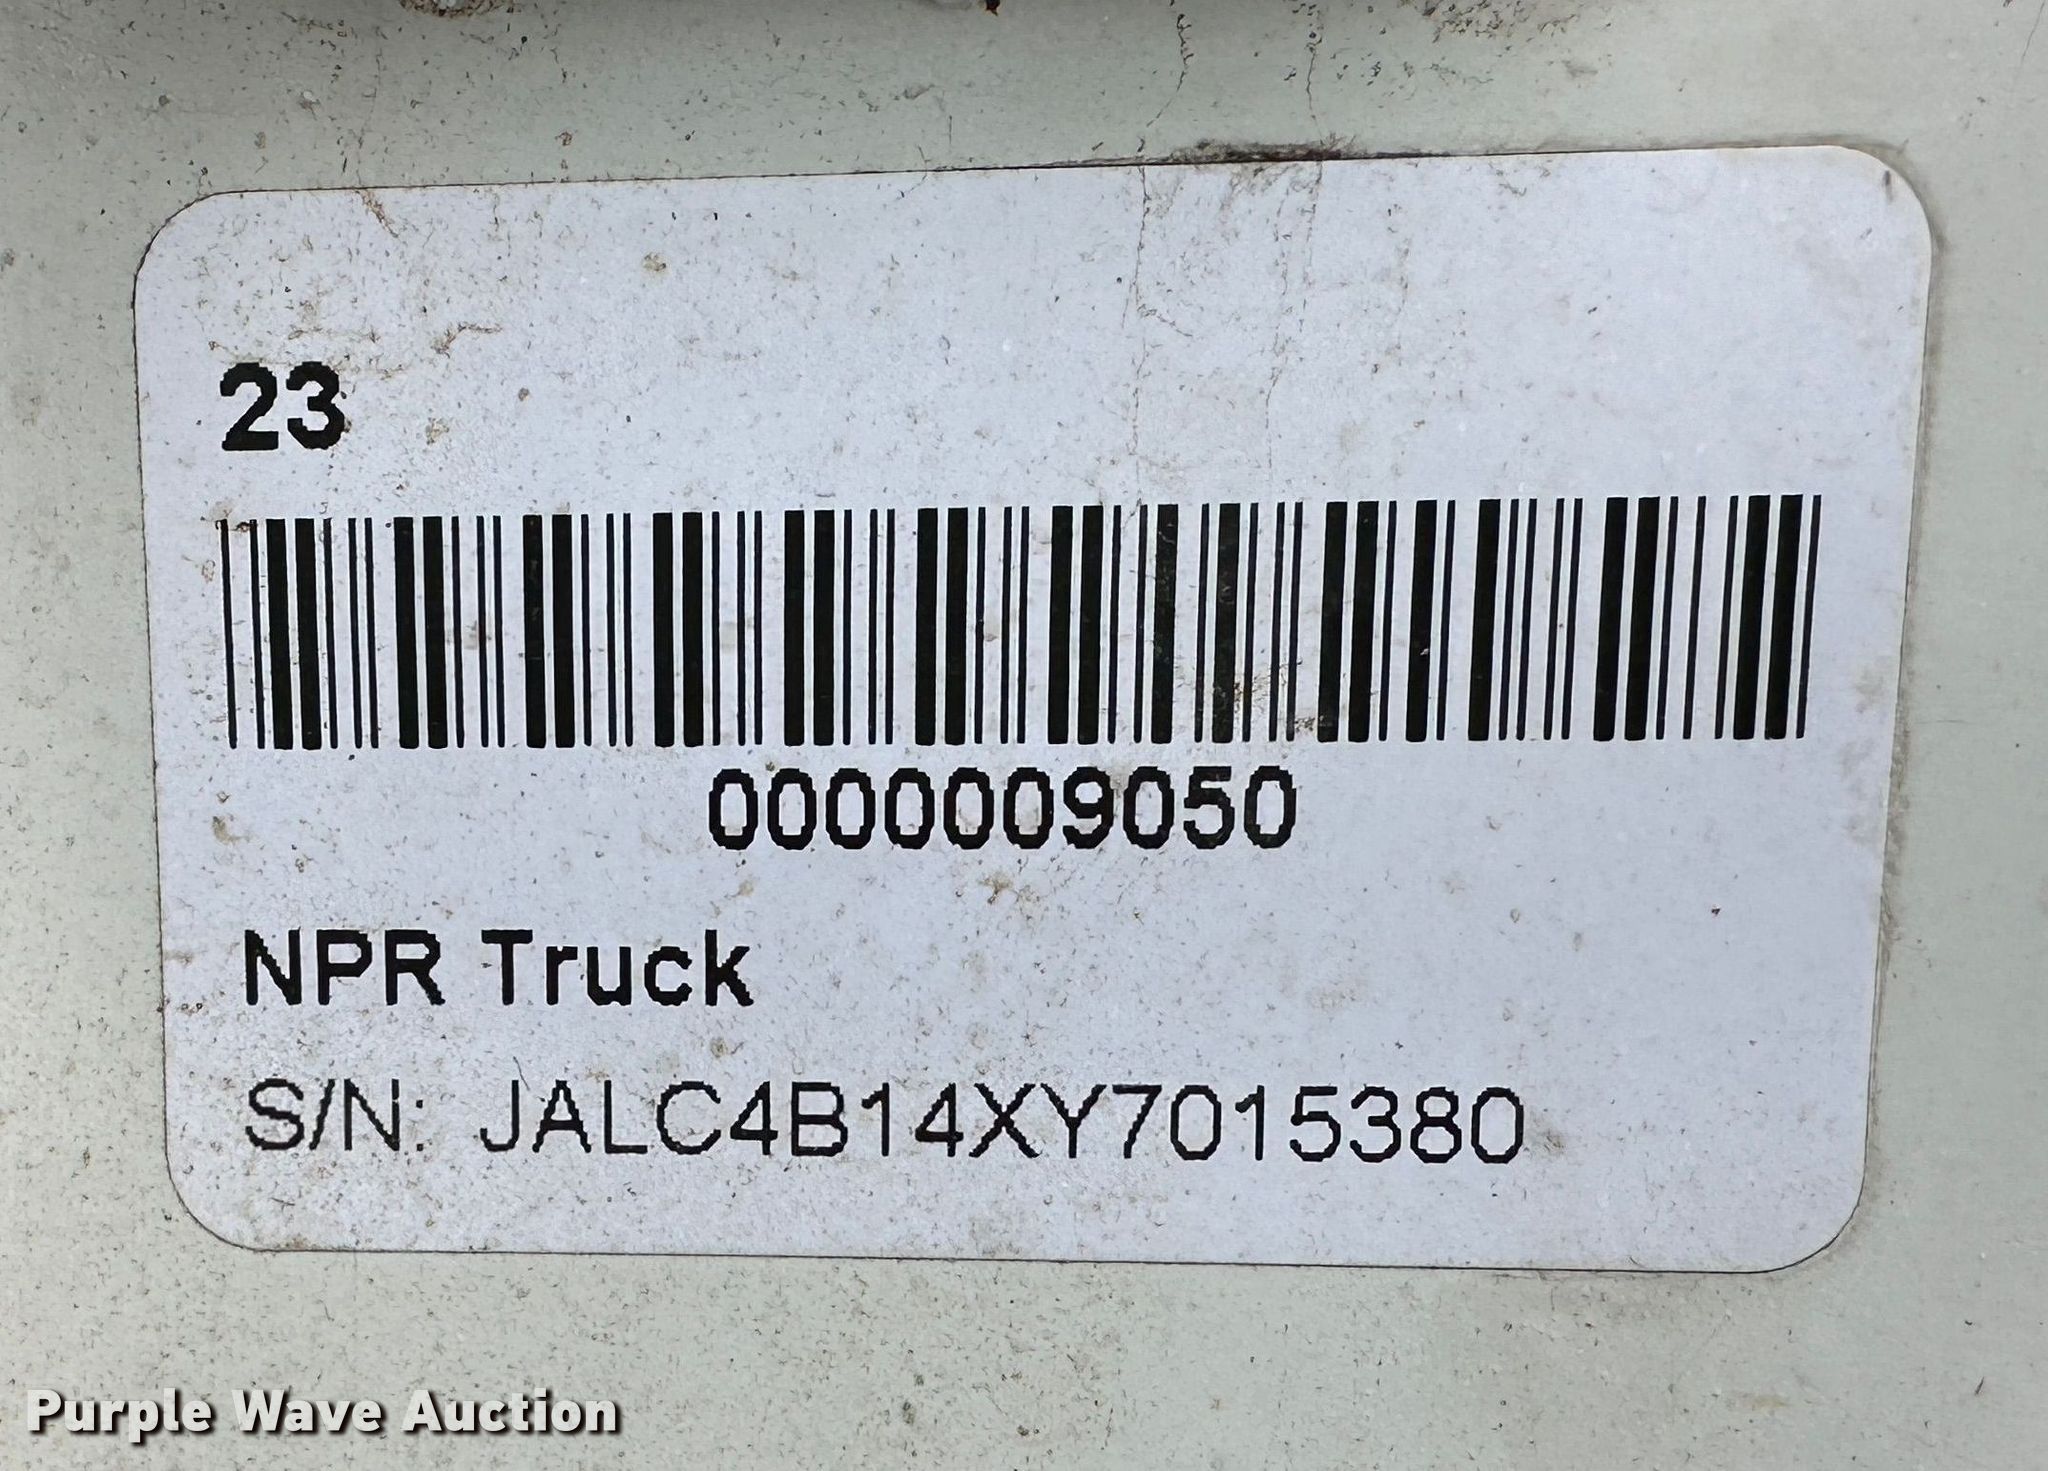 23
0000009050
NPR Truck
S/N: JALC4B14XY7015380
Purple Wave Auction